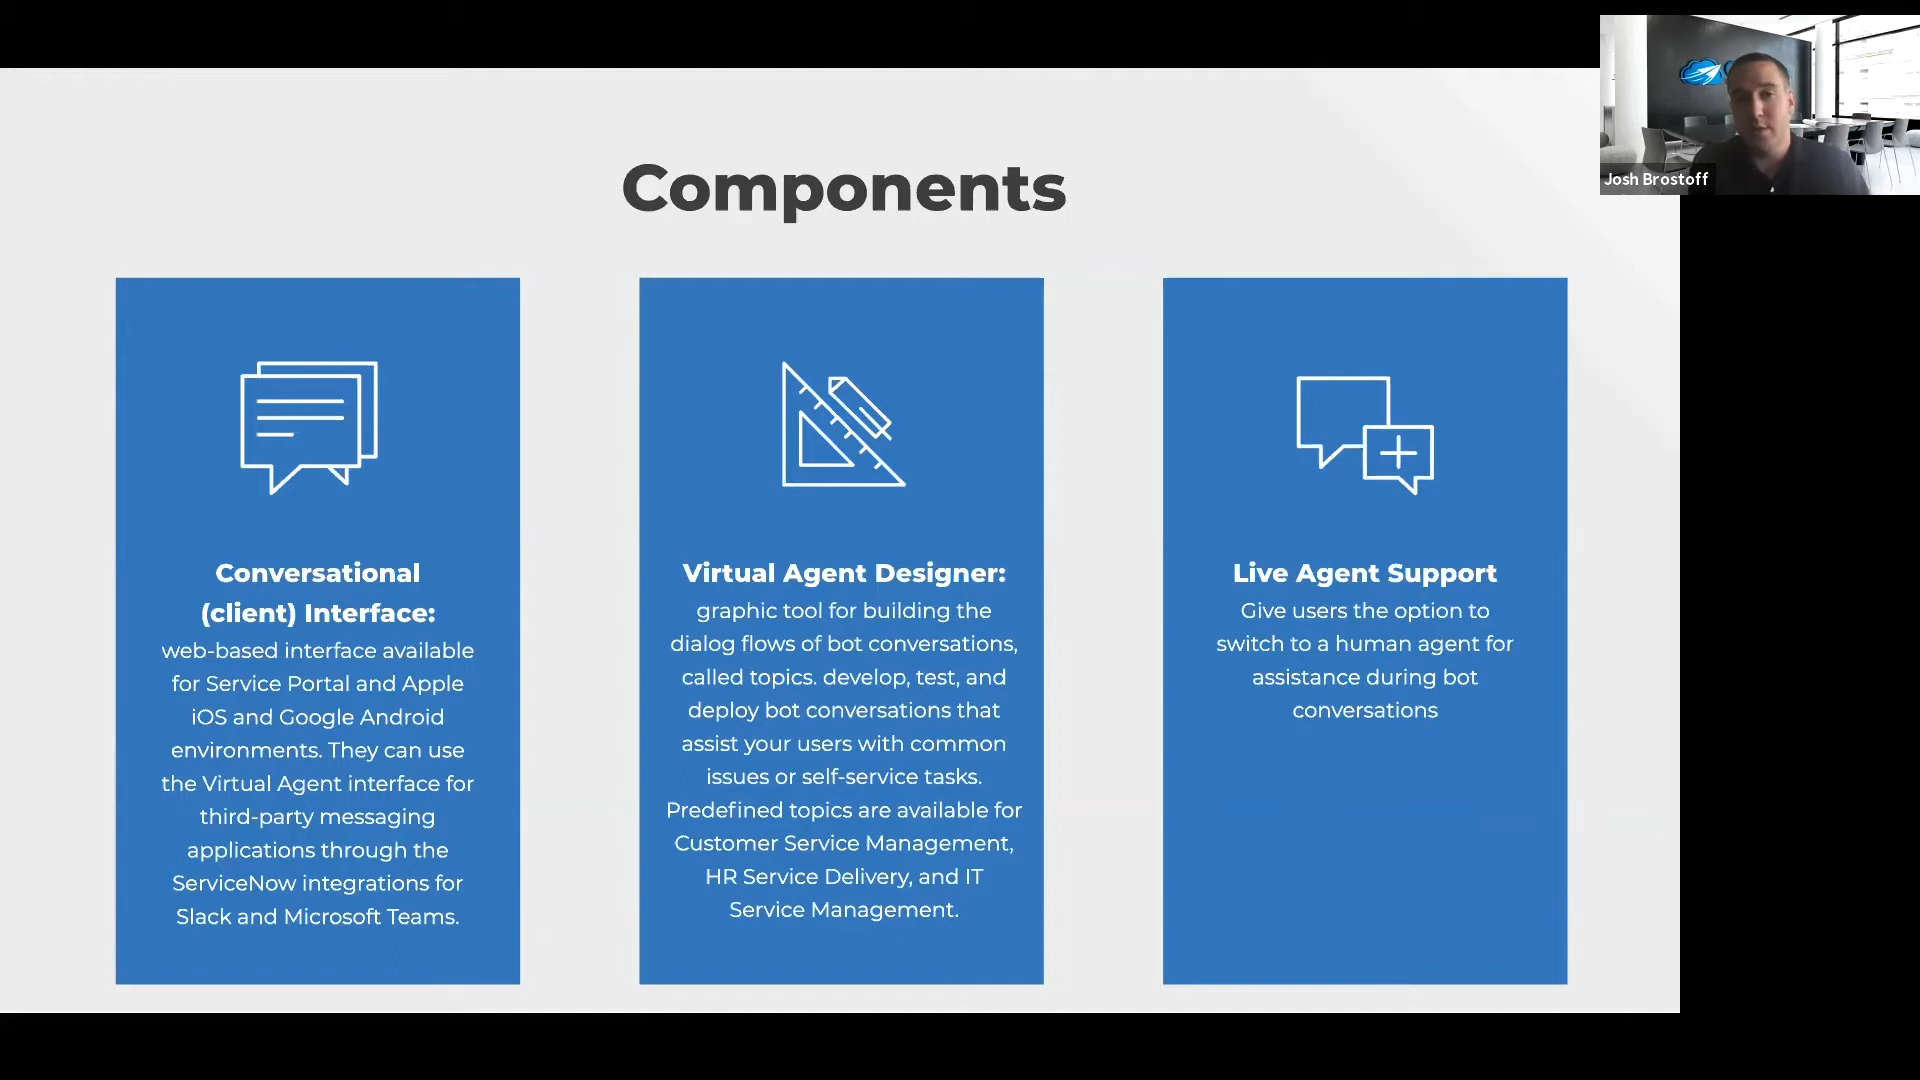 Josh Brostoff
Components
Conversational
(client) Interface:
web-based interface available
for Service Portal and Apple
iOS and Google Android
environments. They can use
the Virtual Agent interface for
third-party messaging
applications through the
ServiceNow integrations for
Slack and Microsoft Teams.
Virtual Agent Designer:
graphic tool for building the
dialog flows of bot conversations,
called topics. develop, test, and
deploy bot conversations that
assist your users with common
issues or self-service tasks.
Predefined topics are available for
Customer Service Management,
HR Service Delivery, and IT
Service Management.
Live Agent Support
Give users the option to
switch to a human agent for
assistance during bot
conversations